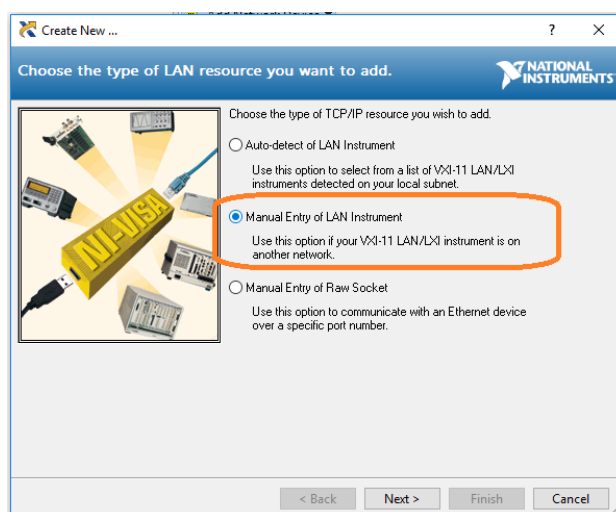 Create New ...
Choose the type of LAN resource you want to add.
NATIONAL
INSTRUMENTS
Choose the type of TCP/IP resource you wish to add.
Auto-detect of LAN Instrument
Use this option to select from a list of VXI-11 LAN/LXI
instruments detected on your local subnet.
Manual Entry of LAN Instrument
Use this option if your VXI-11 LAN/LXI instrument is on
another network.
Manual Entry of Raw Socket
Use this option to communicate with an Ethernet device
over a specific port number.
NI-VISA
< Back
Next >
Finish
Cancel